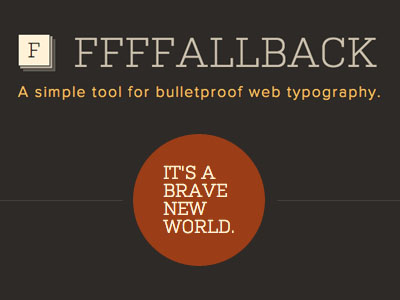 F
FFFFALLBACK
A simple tool for bulletproof web typography.
IT'S A
BRAVE
NEW
WORLD.